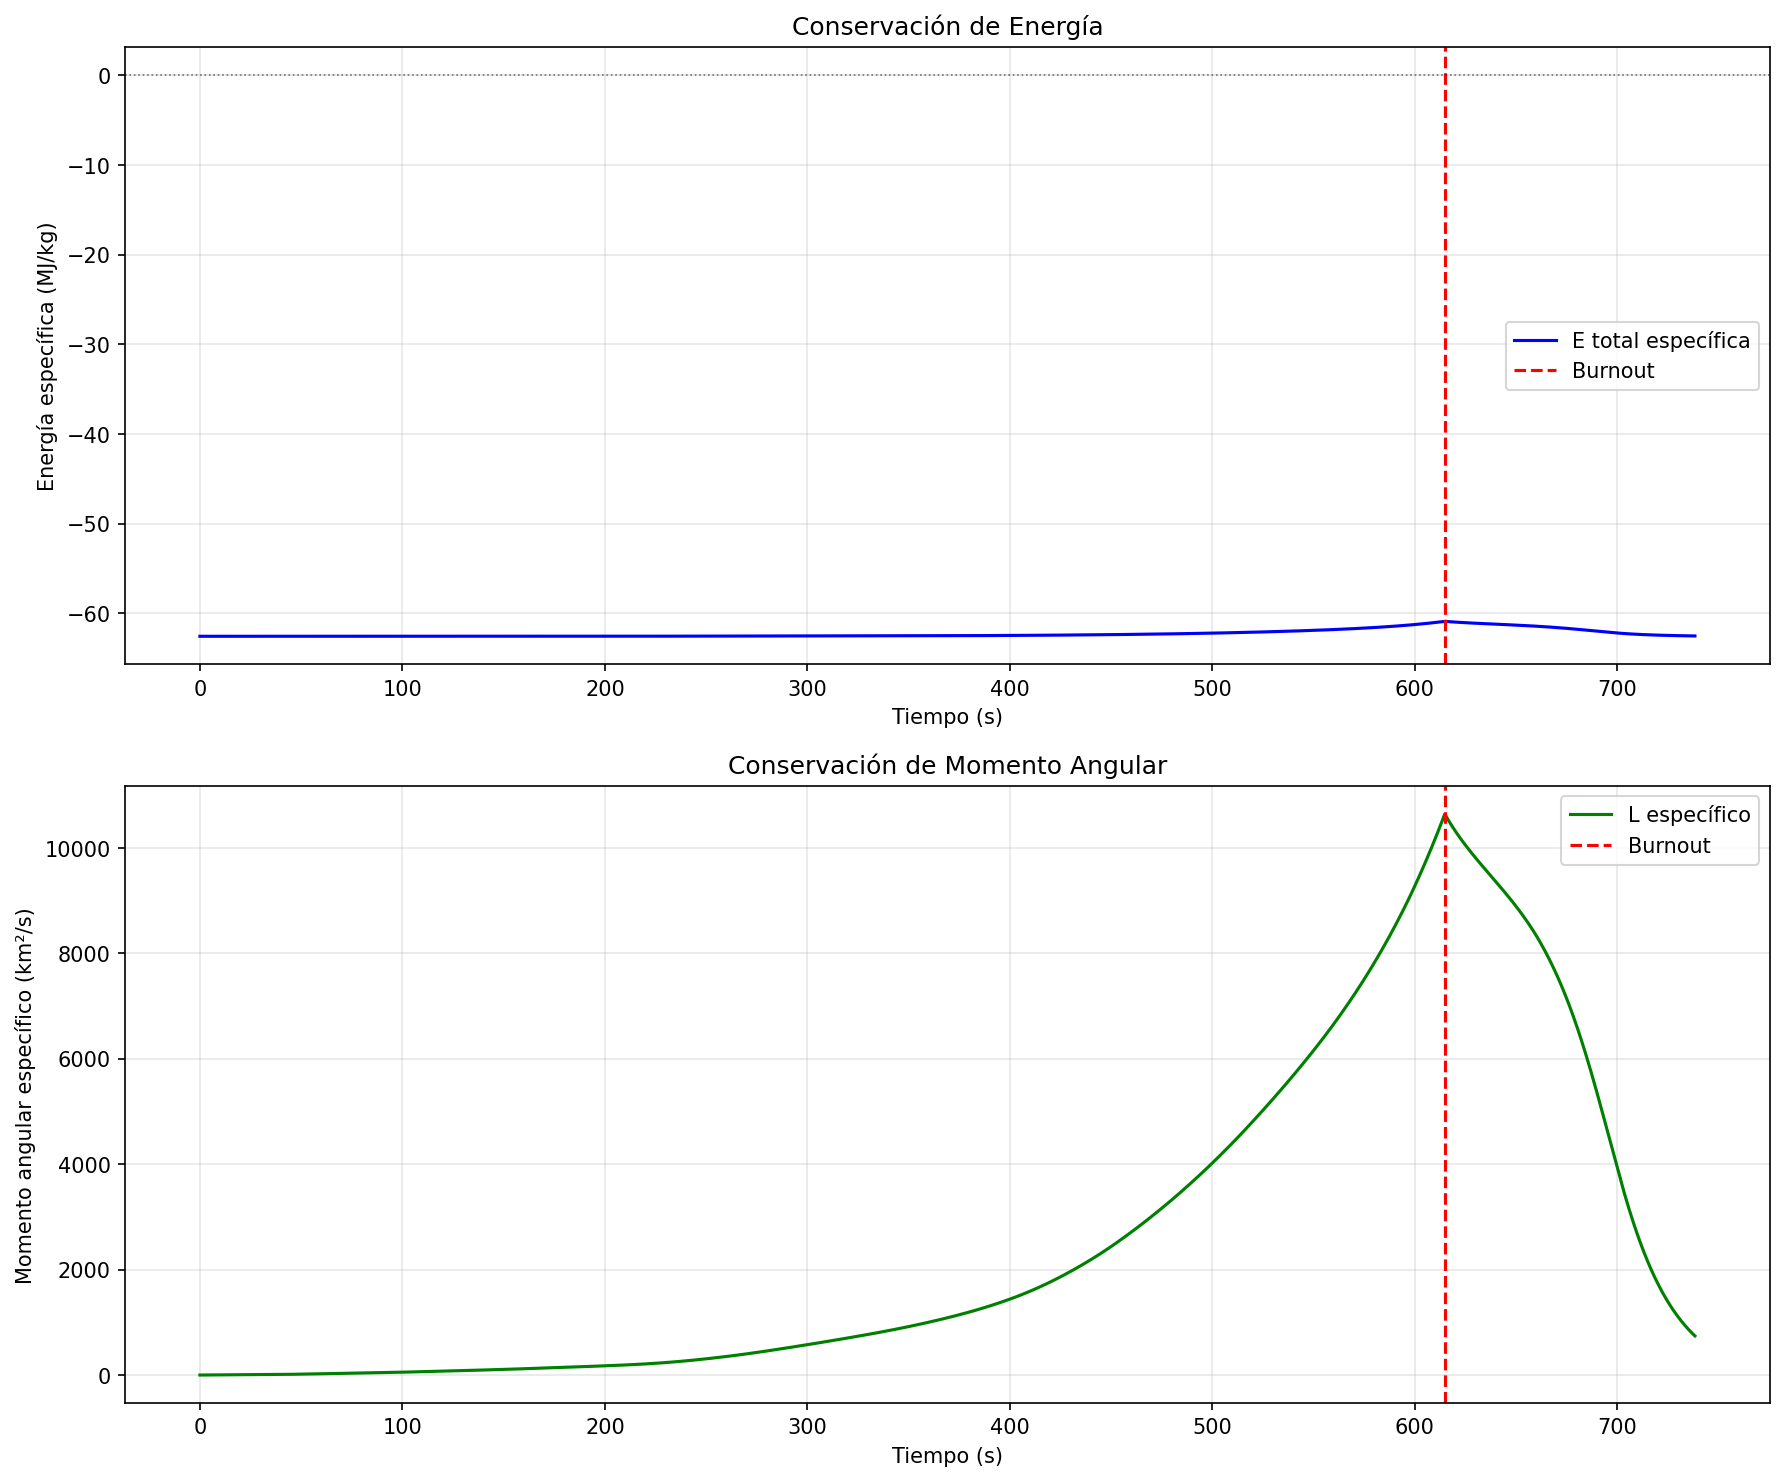 Conservación de Energía
Energía específica (MJ/kg)
0
−10
−20
−30
−40
−50
−60
E total específica
Burnout
0 100 200 300 400 500 600 700
Tiempo (s)
Conservación de Momento Angular
Momento angular específico (km²/s)
10000
8000
6000
4000
2000
0
L específico
Burnout
0 100 200 300 400 500 600 700
Tiempo (s)